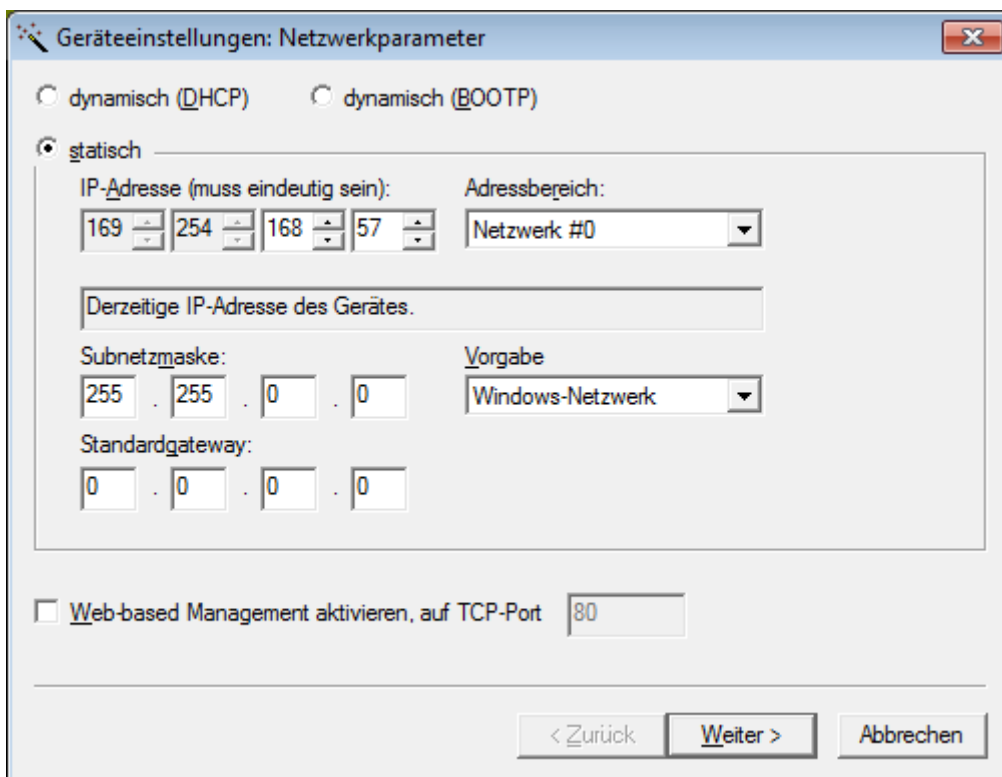 Geräteeinstellungen: Netzwerkparameter
dynamisch (DHCP) dynamisch (BOOTP)
statisch
IP-Adresse (muss eindeutig sein): Adressbereich:
169 254 168 57 Netzwerk #0
Derzeitige IP-Adresse des Gerätes.
Subnetzmaske: Vorgabe
255 . 255 . 0 . 0 Windows-Netzwerk
Standardgateway:
0 . 0 . 0 . 0
Web-based Management aktivieren, auf TCP-Port 80
< Zurück Weiter > Abbrechen